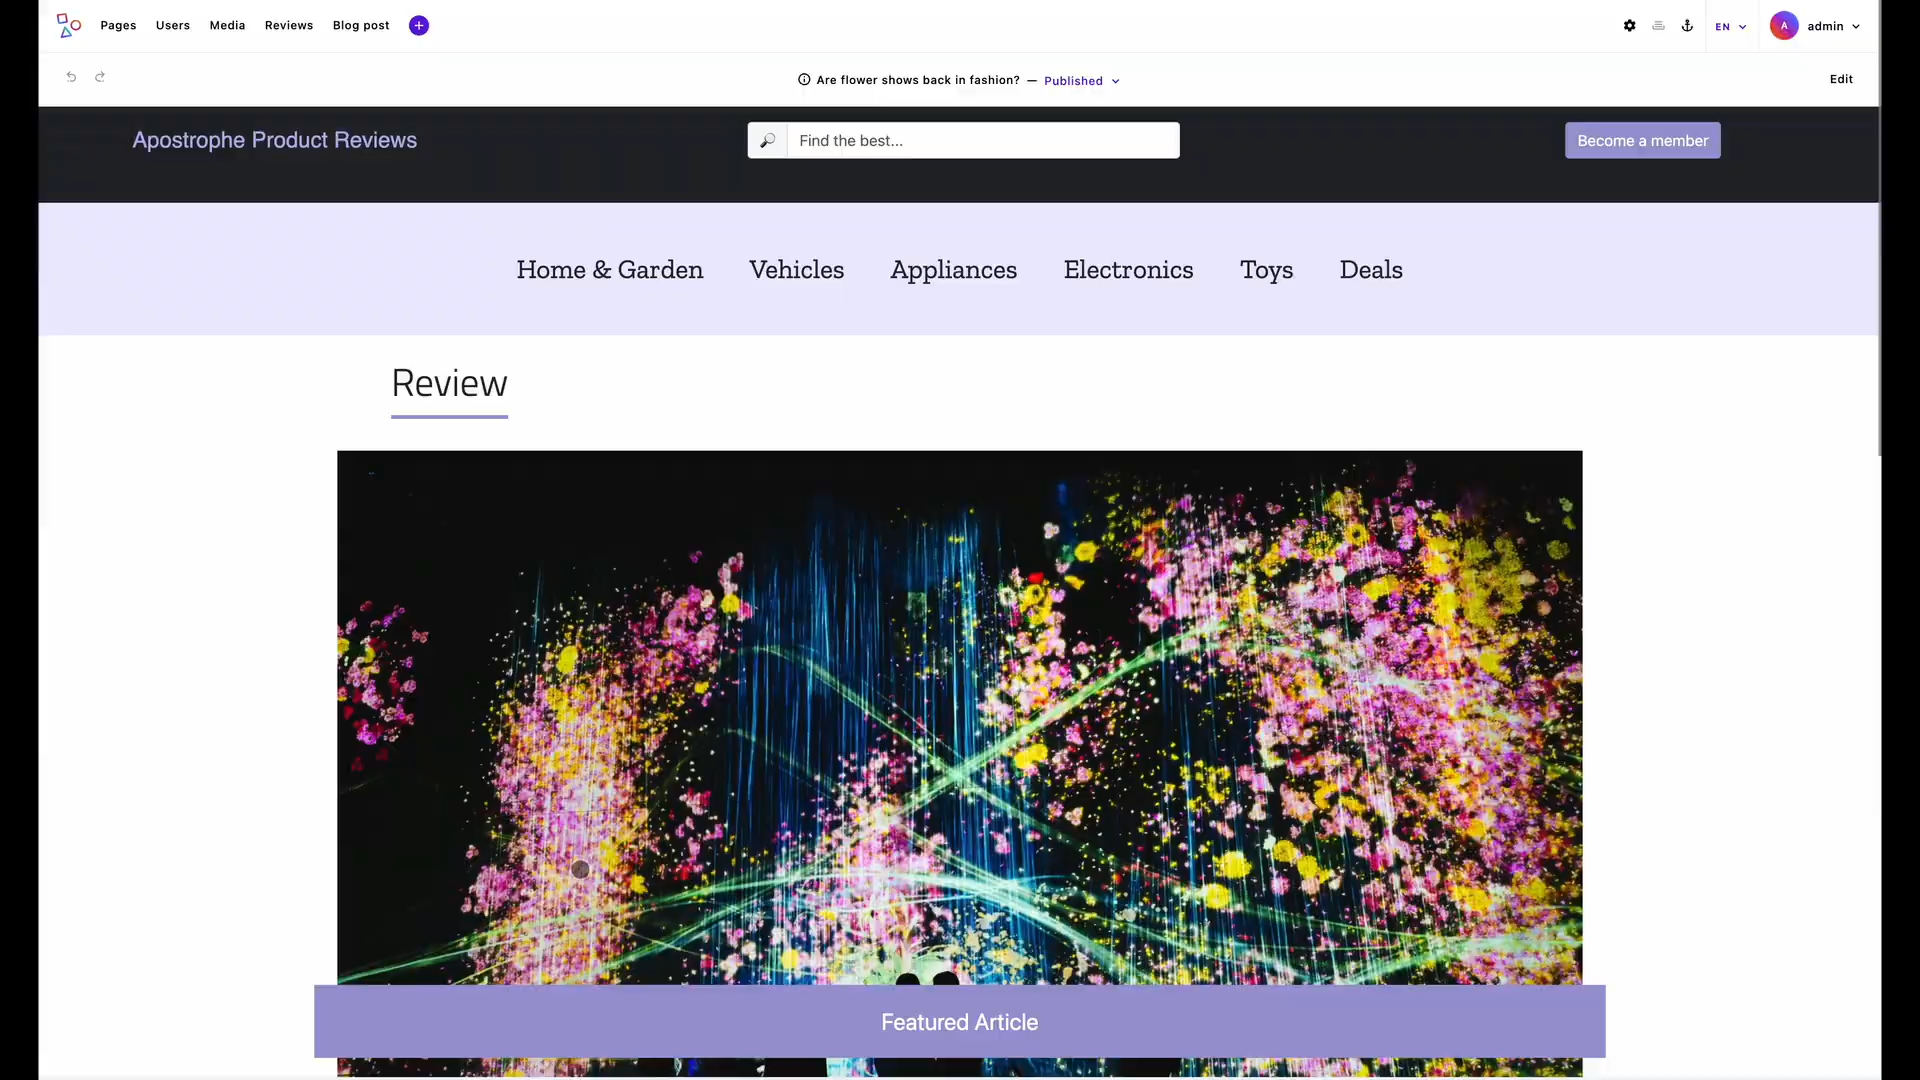 Pages Users Media Reviews Blog post
EN
A
admin
Are flower shows back in fashion? — Published
Edit
Apostrophe Product Reviews
Find the best...
Become a member
Home & Garden Vehicles Appliances Electronics Toys Deals
Review
Featured Article